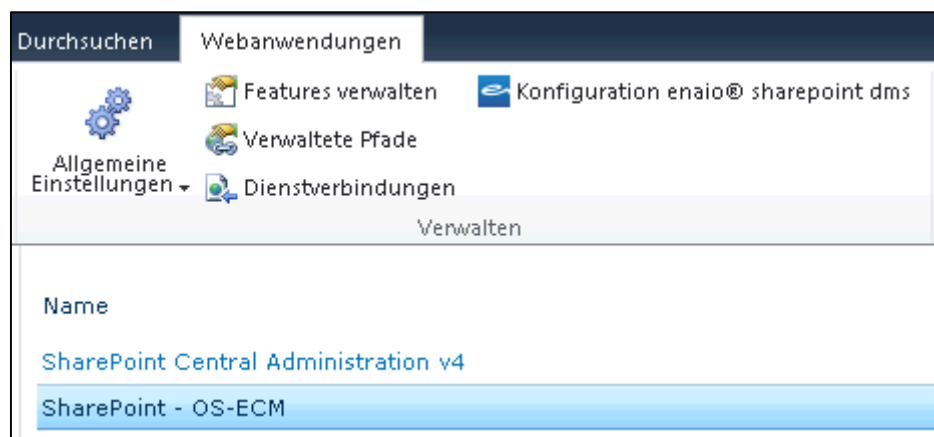 Durchsuchen Webanwendungen
Features verwalten Konfiguration enaio® sharepoint dms
Verwaltete Pfade
Allgemeine
Einstellungen
Dienstverbindungen
Verwalten
Name
SharePoint Central Administration v4
SharePoint - OS-ECM